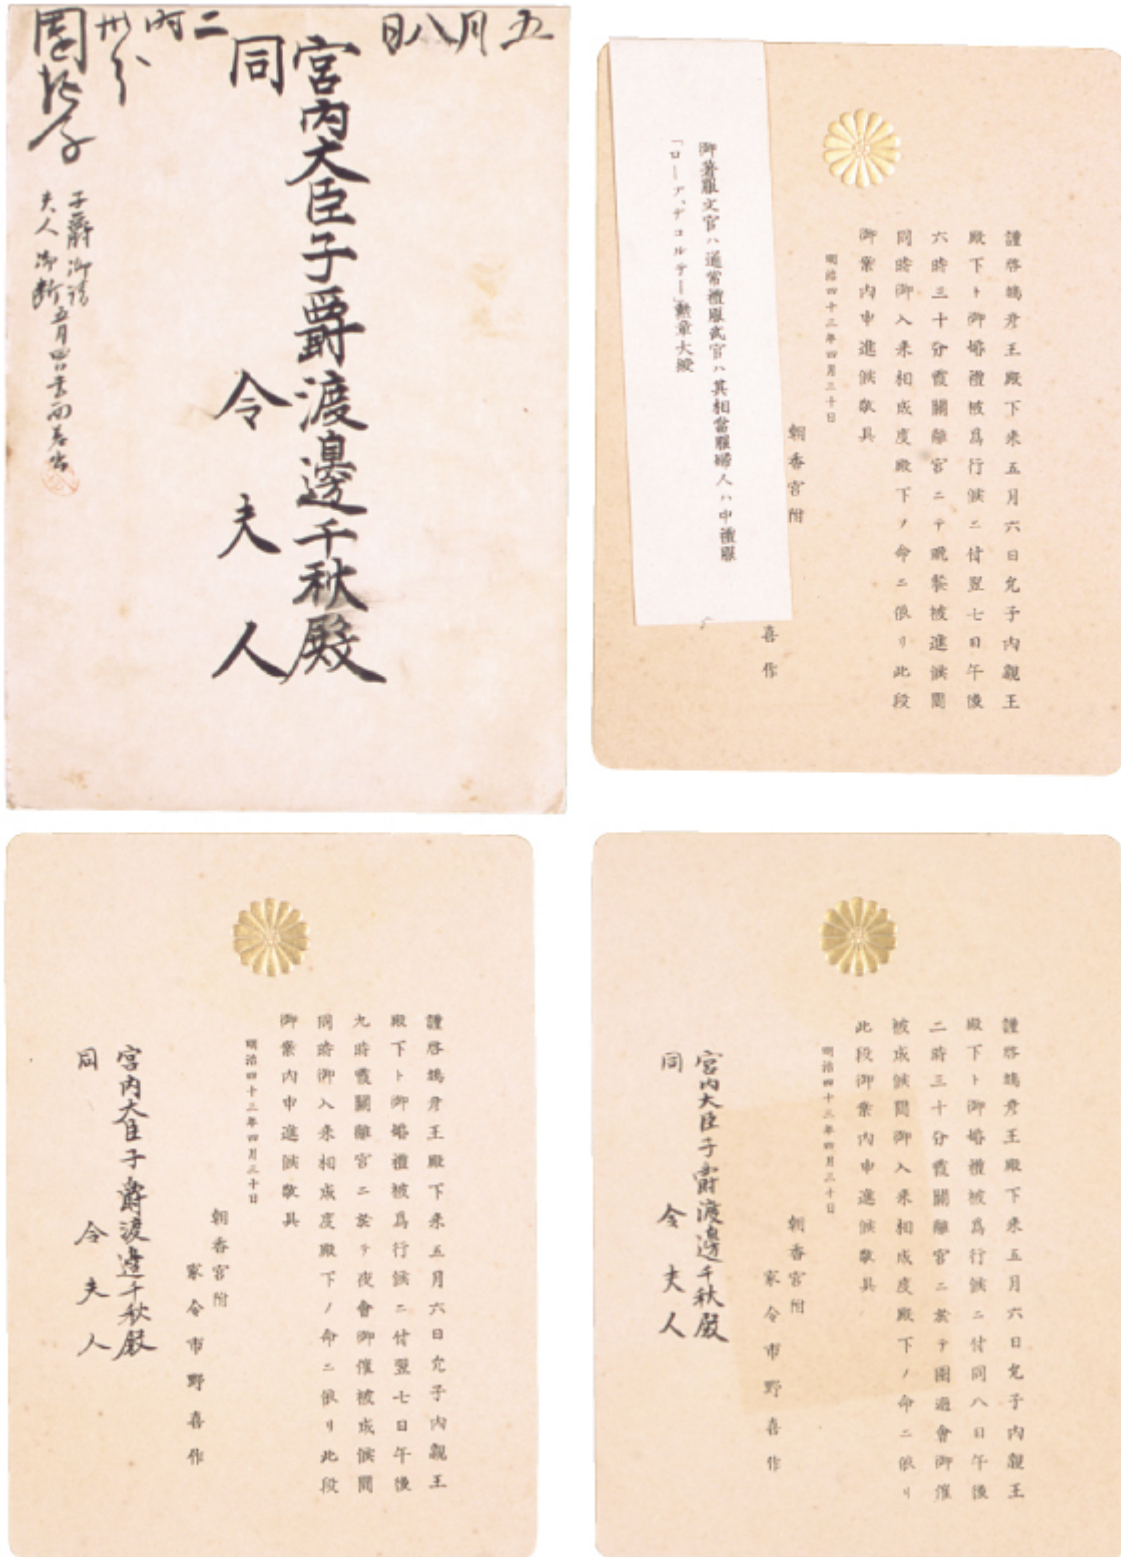 五月八日
二時卅分
園遊會
宮内大臣子爵渡邊千秋殿
同 令夫人
子爵 御請
夫人 御断
謹啓鳩彦王殿下来五月六日允子内親王
殿下ト御婚禮被爲行候ニ付翌七日午後
六時三十分霞關離宮ニテ晩餐被進候間
同時御入来相成度殿下ノ命ニ依リ此段
御案内申進候敬具
明治四十三年四月三十日
朝香宮附
喜作
御著服文官ハ通常禮服武官ハ其相當服婦人ハ中禮服
「ローブ、デコルテー」勲章大綬
謹啓鳩彦王殿下来五月六日允子内親王
殿下ト御婚禮被爲行候ニ付翌七日午後
九時霞關離宮ニ於テ夜會御催被成候間
同時御入来相成度殿下ノ命ニ依リ此段
御案内申進候敬具
明治四十三年四月三十日
朝香宮附
家令市野喜作
宮内大臣子爵渡邊千秋殿
同 令夫人
謹啓鳩彦王殿下来五月六日允子内親王
殿下ト御婚禮被爲行候ニ付同八日午後
二時三十分霞關離宮ニ於テ園遊會御催
被成候間御入来相成度殿下ノ命ニ依リ
此段御案内申進候敬具
明治四十三年四月三十日
朝香宮附
家令市野喜作
宮内大臣子爵渡邊千秋殿
同 令夫人